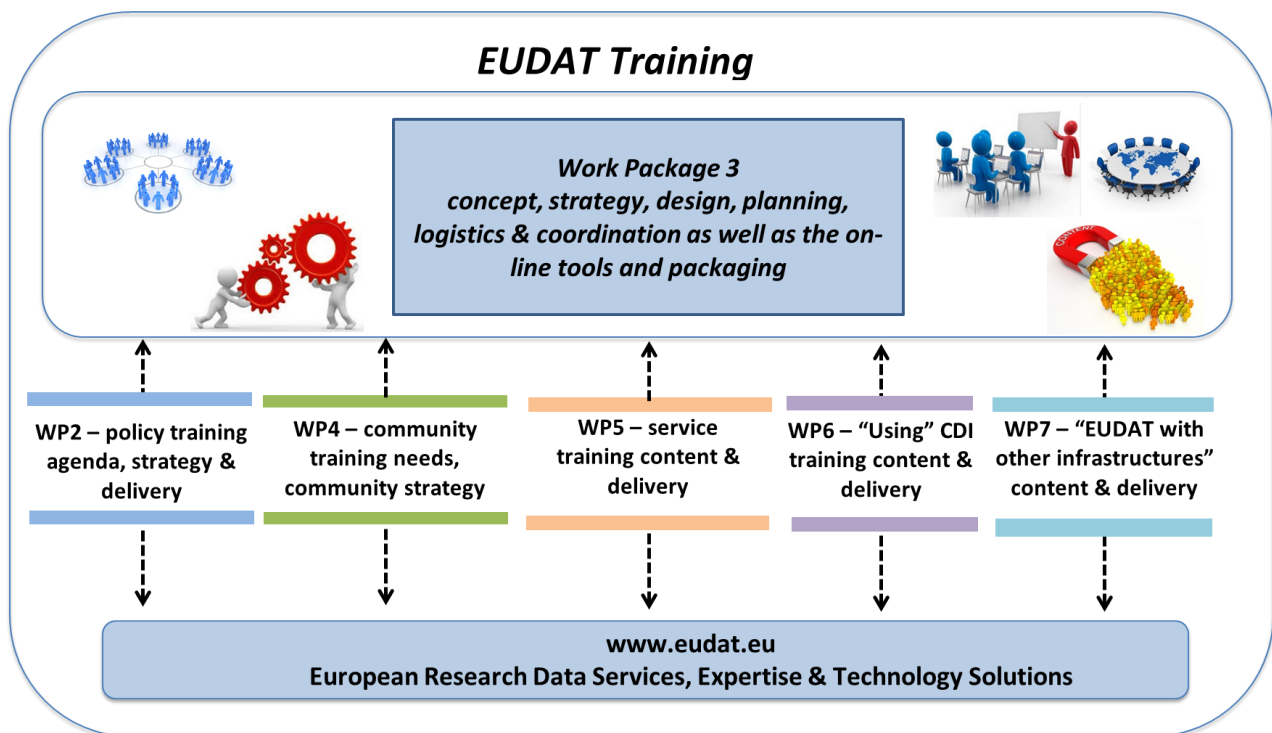 EUDAT Training
Work Package 3
concept, strategy, design, planning,
logistics & coordination as well as the on-
line tools and packaging
CONTENT
WP2 – policy training
agenda, strategy &
delivery
WP4 – community
training needs,
community strategy
WP5 – service
training content &
delivery
WP6 – “Using” CDI
training content &
delivery
WP7 – “EUDAT with
other infrastructures”
content & delivery
www.eudat.eu
European Research Data Services, Expertise & Technology Solutions